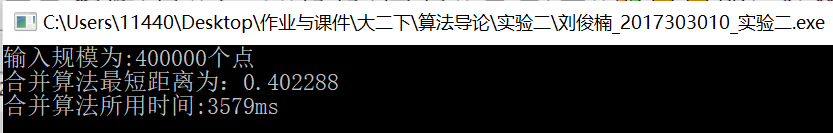 C:\Users\11440\Desktop\作业与课件\大二下\算法导论\实验二\刘俊楠_2017303010_实验二.exe
输入规模为:400000个点
合并算法最短距离为：0.402288
合并算法所用时间:3579ms